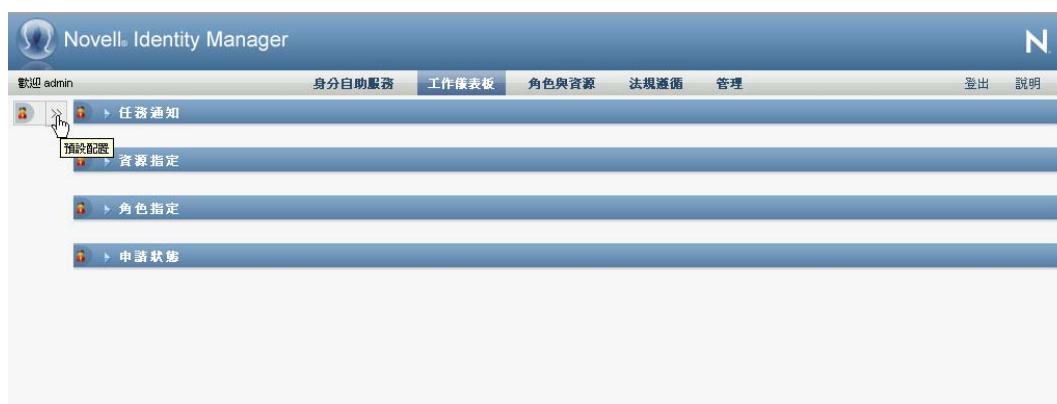 Novell® Identity Manager
N
歡迎 admin 身分自助服務 工作儀表板 角色與資源 法規遵循 管理 登出 說明
任務通知
預設配置
資源指定
角色指定
申請狀態